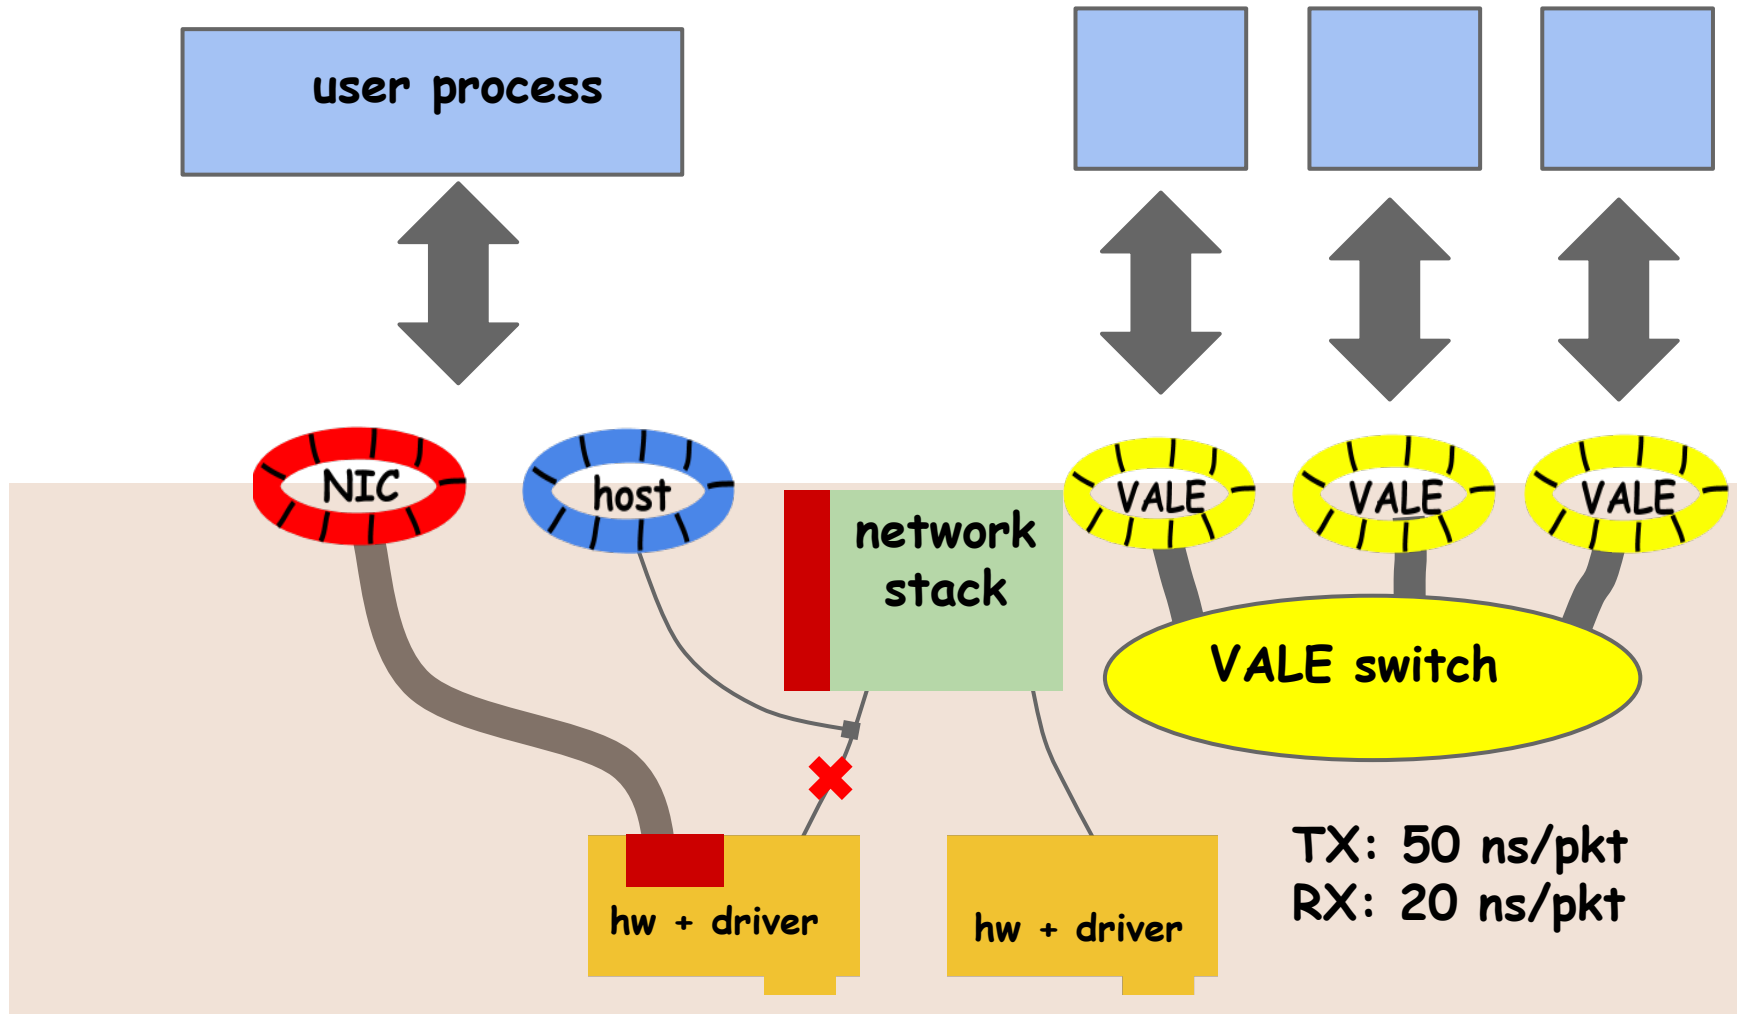 user process
NIC
host
network
stack
VALE
VALE
VALE
VALE switch
hw + driver
hw + driver
TX: 50 ns/pkt
RX: 20 ns/pkt